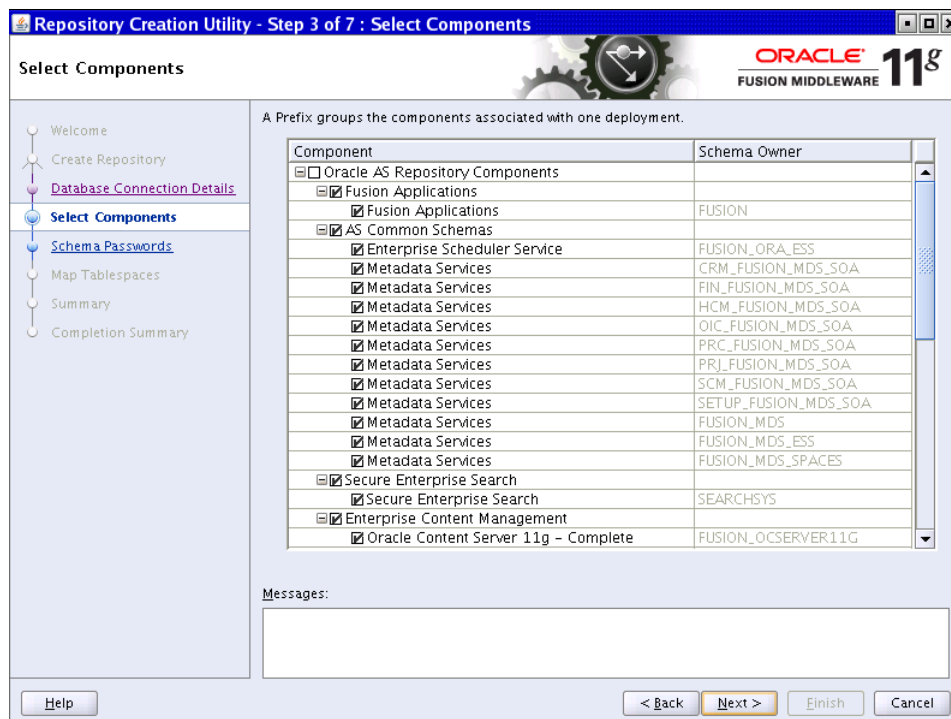 Repository Creation Utility - Step 3 of 7 : Select Components
Select Components
ORACLE
FUSION MIDDLEWARE
11g
Welcome
Create Repository
Database Connection Details
Select Components
Schema Passwords
Map Tablespaces
Summary
Completion Summary
A Prefix groups the components associated with one deployment.
Component Schema Owner
Oracle AS Repository Components
Fusion Applications
Fusion Applications FUSION
AS Common Schemas
Enterprise Scheduler Service FUSION_ORA_ESS
Metadata Services CRM_FUSION_MDS_SOA
Metadata Services FIN_FUSION_MDS_SOA
Metadata Services HCM_FUSION_MDS_SOA
Metadata Services OIC_FUSION_MDS_SOA
Metadata Services PRC_FUSION_MDS_SOA
Metadata Services PRJ_FUSION_MDS_SOA
Metadata Services SCM_FUSION_MDS_SOA
Metadata Services SETUP_FUSION_MDS_SOA
Metadata Services FUSION_MDS
Metadata Services FUSION_MDS_ESS
Metadata Services FUSION_MDS_SPACES
Secure Enterprise Search
Secure Enterprise Search SEARCHSYS
Enterprise Content Management
Oracle Content Server 11g - Complete FUSION_OCSERVER11G
Messages:
Help < Back Next > Finish Cancel